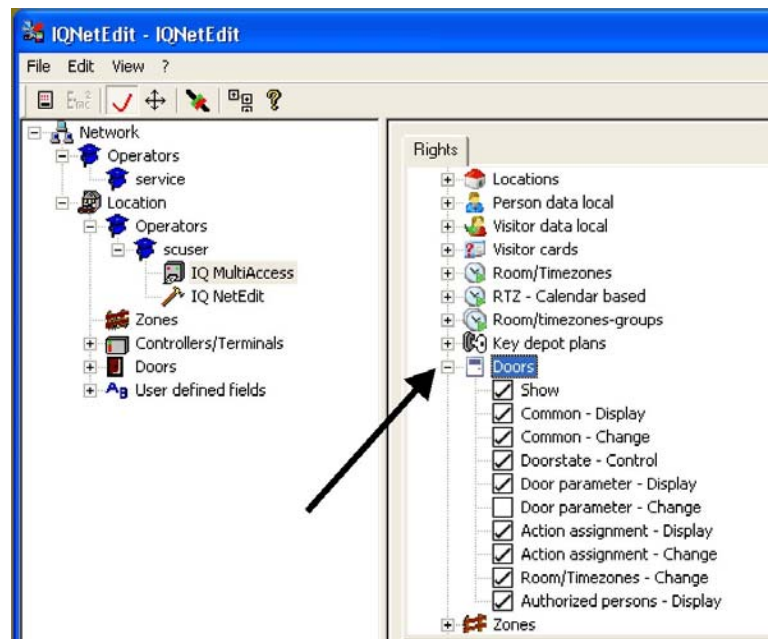 IQNetEdit - IQNetEdit
File Edit View ?
Network
Operators
service
Location
Operators
scuser
IQ MultiAccess
IQ NetEdit
Zones
Controllers/Terminals
Doors
User defined fields
Rights
Locations
Person data local
Visitor data local
Visitor cards
Room/Timezones
RTZ - Calendar based
Room/timezones-groups
Key depot plans
Doors
Show
Common - Display
Common - Change
Doorstate - Control
Door parameter - Display
Door parameter - Change
Action assignment - Display
Action assignment - Change
Room/Timezones - Change
Authorized persons - Display
Zones